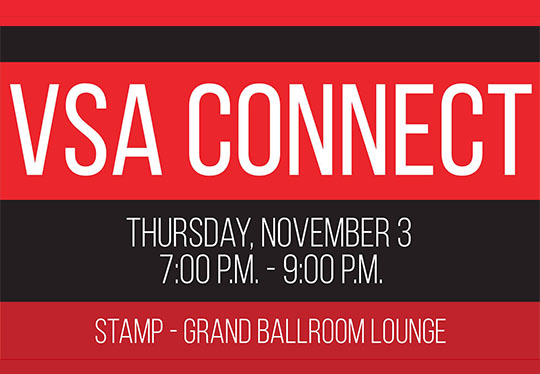 VSA CONNECT
THURSDAY, NOVEMBER 3
7:00 P.M. - 9:00 P.M.
STAMP - GRAND BALLROOM LOUNGE